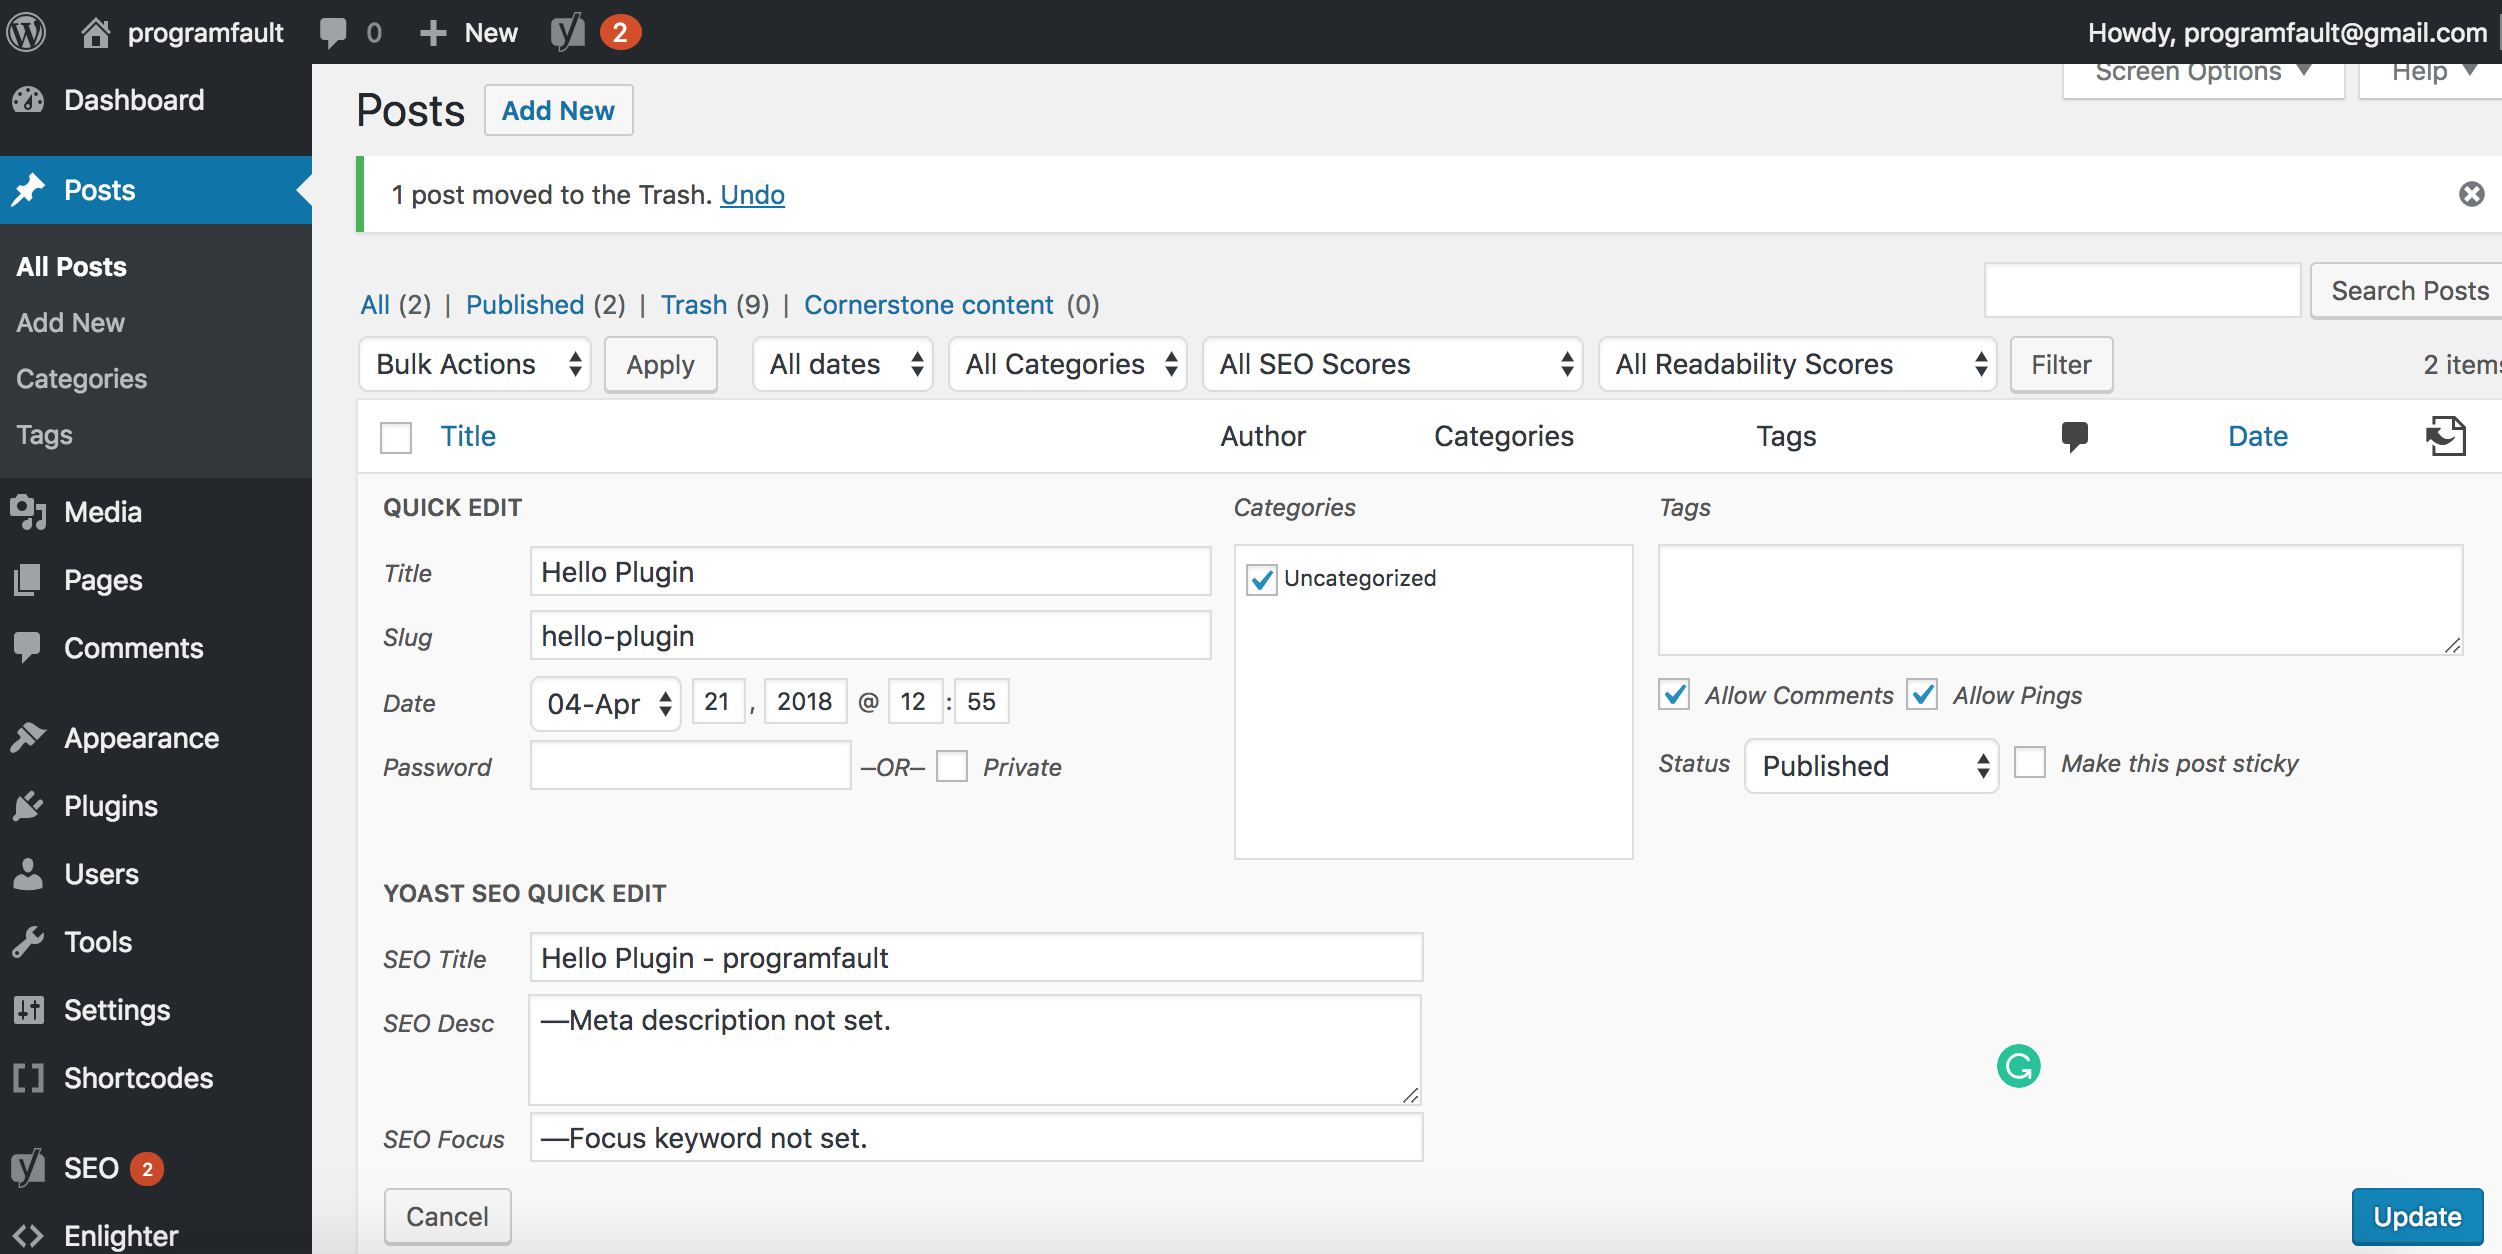 programfault 0 + New 2 Howdy, programfault@gmail.com
Dashboard
Posts
All Posts
Add New
Categories
Tags
Media
Pages
Comments
Appearance
Plugins
Users
Tools
Settings
Shortcodes
SEO 2
Enlighter
Screen Options Help
Posts Add New
1 post moved to the Trash. Undo
All (2) | Published (2) | Trash (9) | Cornerstone content (0)
Search Posts
Bulk Actions Apply All dates All Categories All SEO Scores All Readability Scores Filter 2 items
Title Author Categories Tags Date
QUICK EDIT
Title Hello Plugin
Slug hello-plugin
Date 04-Apr 21 , 2018 @ 12 : 55
Password –OR– Private
Categories
Uncategorized
Tags
Allow Comments Allow Pings
Status Published Make this post sticky
YOAST SEO QUICK EDIT
SEO Title Hello Plugin - programfault
SEO Desc —Meta description not set.
SEO Focus —Focus keyword not set.
Cancel Update